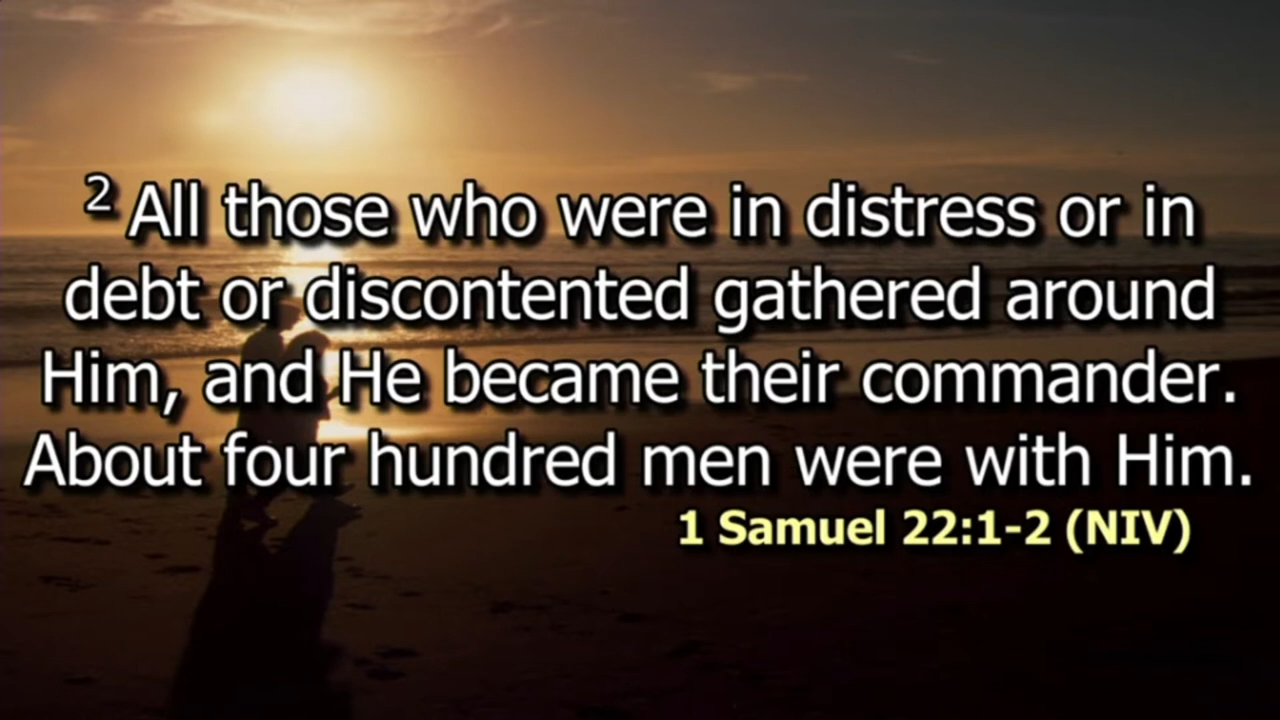 ² All those who were in distress or in
debt or discontented gathered around
Him, and He became their commander.
About four hundred men were with Him.
1 Samuel 22:1-2 (NIV)